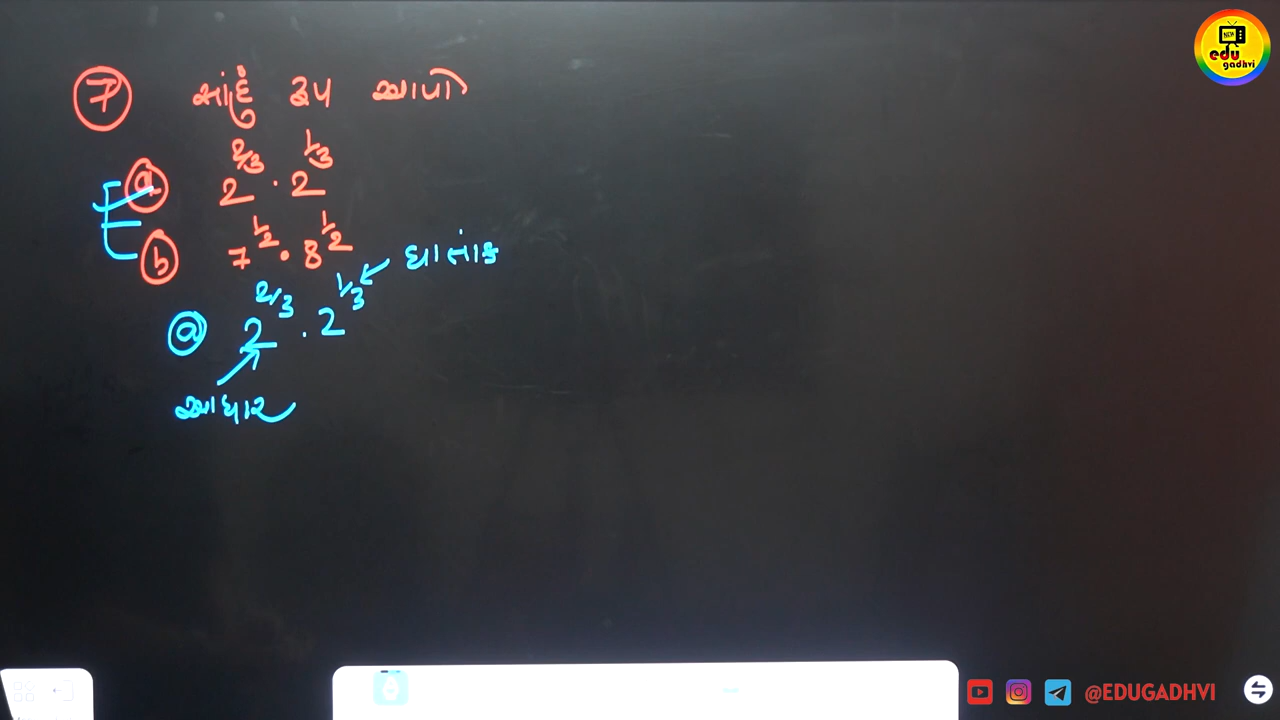 7 સાદું રૂપ આપો
a 2^2/3 · 2^1/3
b 7^1/2 · 8^1/2
ઘાતાંક
a 2^2/3 · 2^1/3
આધાર
NEW
edu
gadhvi
@EDUGADHVI